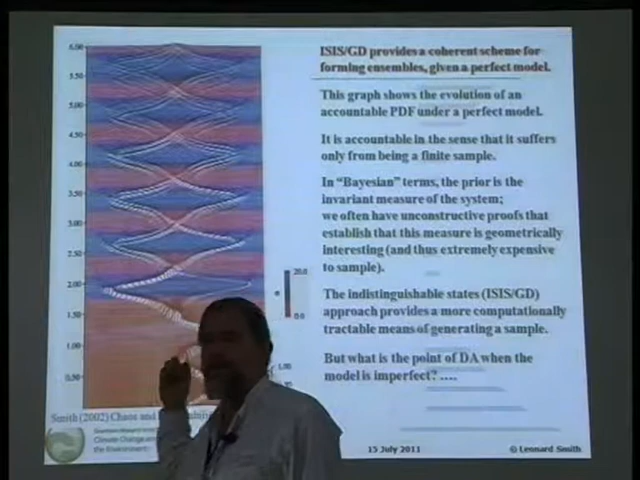 6.00
5.50
5.00
4.50
4.00
3.50
3.00
2.50
2.00
1.50
1.00
0.50
20.0
0.0
Smith (2002) Chaos and
Climate Change
the Environment
ISIS/GD provides a coherent scheme for
forming ensembles, given a perfect model.
This graph shows the evolution of an
accountable PDF under a perfect model.
It is accountable in the sense that it suffers
only from being a finite sample.
In “Bayesian” terms, the prior is the
invariant measure of the system;
we often have unconstructive proofs that
establish that this measure is geometrically
interesting (and thus extremely expensive
to sample).
The indistinguishable states (ISIS/GD)
approach provides a more computationally
tractable means of generating a sample.
But what is the point of DA when the
model is imperfect? ....
15 July 2011
© Leonard Smith